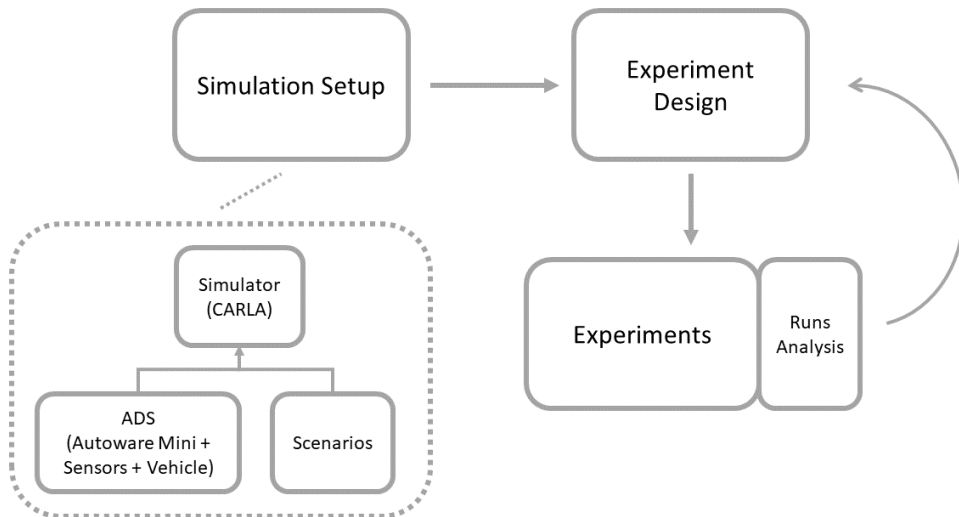 Simulation Setup
Experiment
Design
Simulator
(CARLA)
Experiments
Runs
Analysis
ADS
(Autoware Mini +
Sensors + Vehicle)
Scenarios